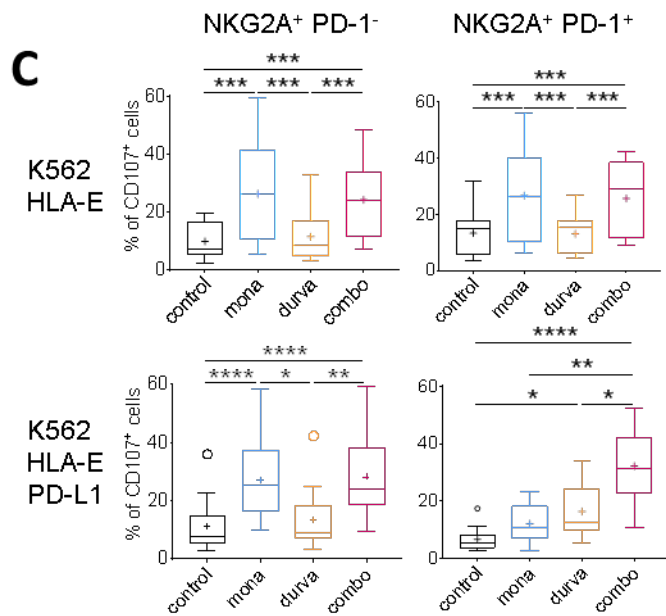 C
NKG2A+ PD-1-
NKG2A+ PD-1+
K562
HLA-E
***
*** *** ***
% of CD107+ cells
60
40
20
0
control mona durva combo
***
*** *** ***
60
40
20
0
control mona durva combo
K562
HLA-E
PD-L1
****
**** * **
% of CD107+ cells
60
40
20
0
control mona durva combo
****
**
* *
60
40
20
0
control mona durva combo